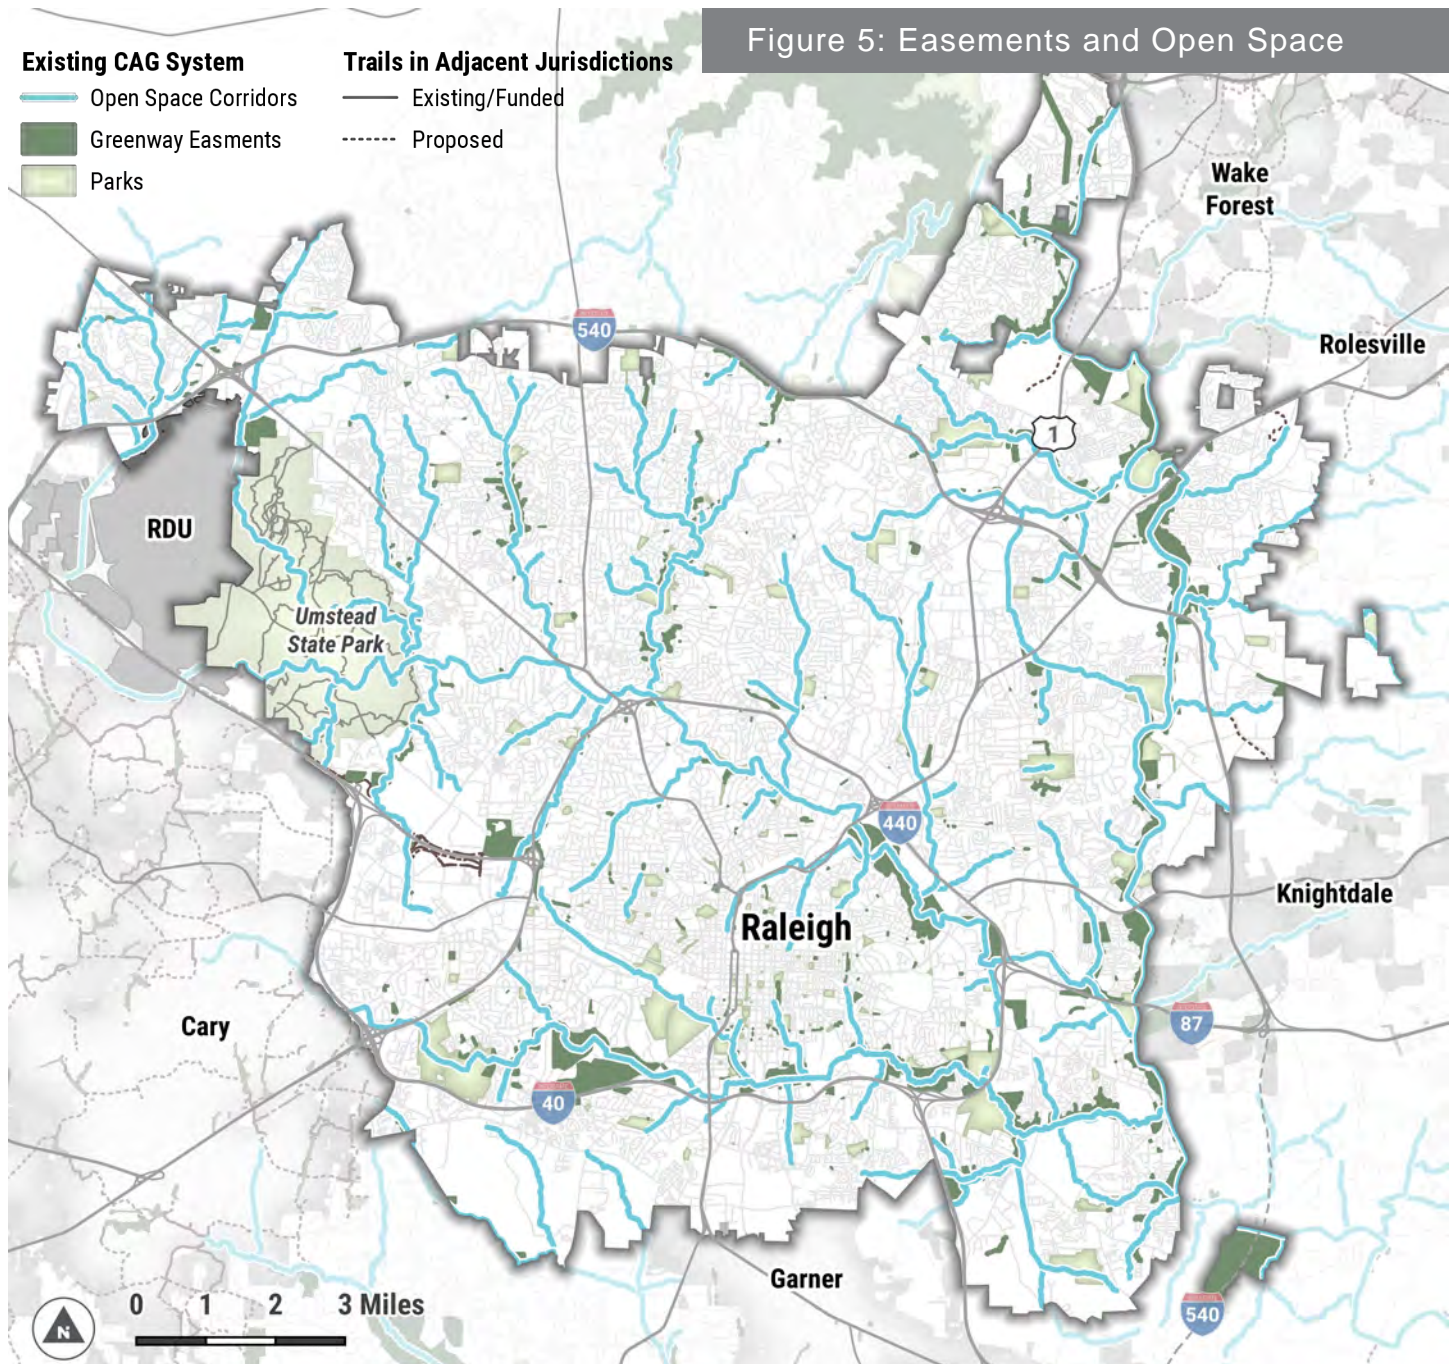 Figure 5: Easements and Open Space
Existing CAG System
Open Space Corridors
Greenway Easments
Parks
Trails in Adjacent Jurisdictions
Existing/Funded
Proposed
Wake
Forest
540
Rolesville
1
RDU
Umstead
State Park
440
Knightdale
Raleigh
Cary
87
40
Garner
540
0 1 2 3 Miles
N